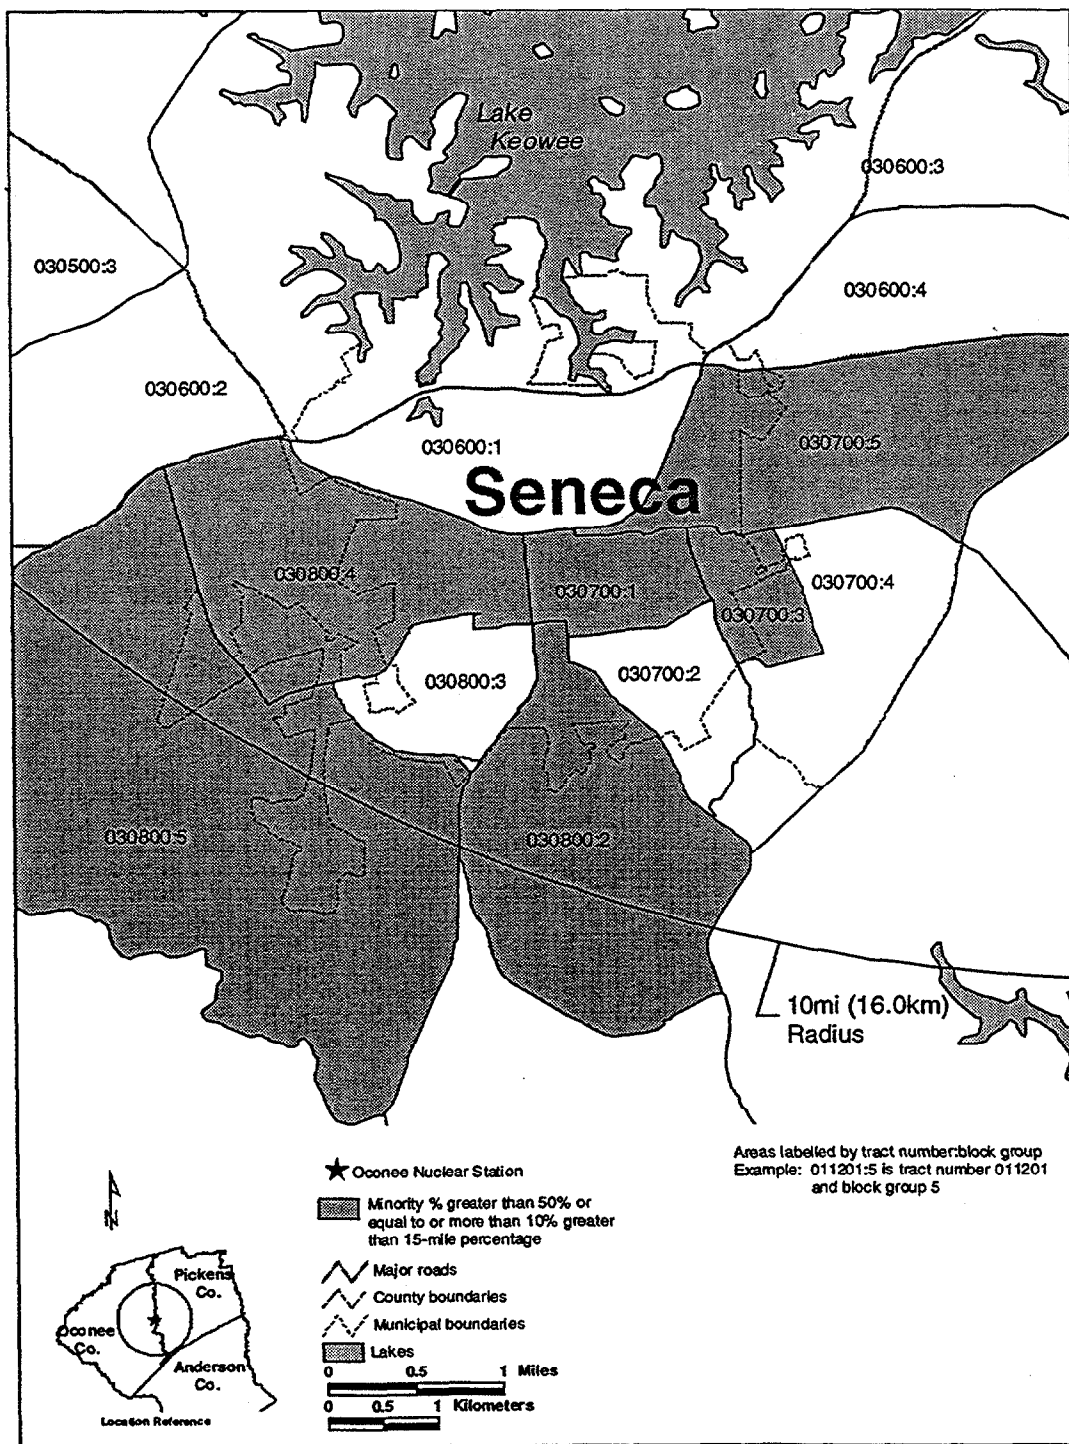 Lake
Keowee
030600:3
030500:3
030600:4
030600:2
030600:1
030700:5
Seneca
030800:4
030700:1
030700:4
030700:3
030800:3
030700:2
030800:5
030800:2
10mi (16.0km)
Radius
Areas labelled by tract number:block group
Example: 011201:5 is tract number 011201
and block group 5
Oconee Nuclear Station
Minority % greater than 50% or
equal to or more than 10% greater
than 15-mile percentage
Major roads
County boundaries
Municipal boundaries
Lakes
0 0.5 1 Miles
0 0.5 1 Kilometers
N
Pickens
Co.
Oconee
Co.
Anderson
Co.
Location Reference